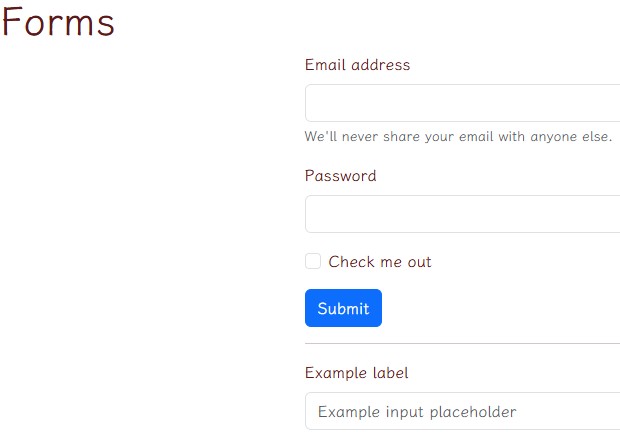 Forms
Email address
We'll never share your email with anyone else.
Password
Check me out
Submit
Example label
Example input placeholder